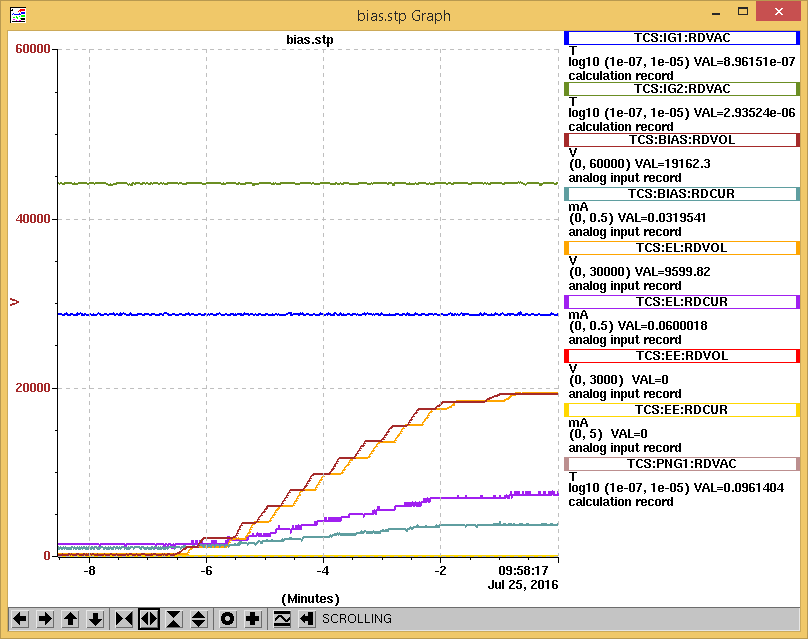 bias.stp Graph
bias.stp
60000
40000
V
20000
0
-8
-6
-4
-2
09:58:17
Jul 25, 2016
(Minutes)
TCS:IG1:RDVAC
T
log10 (1e-07, 1e-05) VAL=8.96151e-07
calculation record
TCS:IG2:RDVAC
T
log10 (1e-07, 1e-05) VAL=2.93524e-06
calculation record
TCS:BIAS:RDVOL
V
(0, 60000) VAL=19162.3
analog input record
TCS:BIAS:RDCUR
mA
(0, 0.5) VAL=0.0319541
analog input record
TCS:EL:RDVOL
V
(0, 30000) VAL=9599.82
analog input record
TCS:EL:RDCUR
mA
(0, 0.5) VAL=0.0600018
analog input record
TCS:EE:RDVOL
V
(0, 3000) VAL=0
analog input record
TCS:EE:RDCUR
mA
(0, 5) VAL=0
analog input record
TCS:PNG1:RDVAC
T
log10 (1e-07, 1e-05) VAL=0.0961404
calculation record
SCROLLING